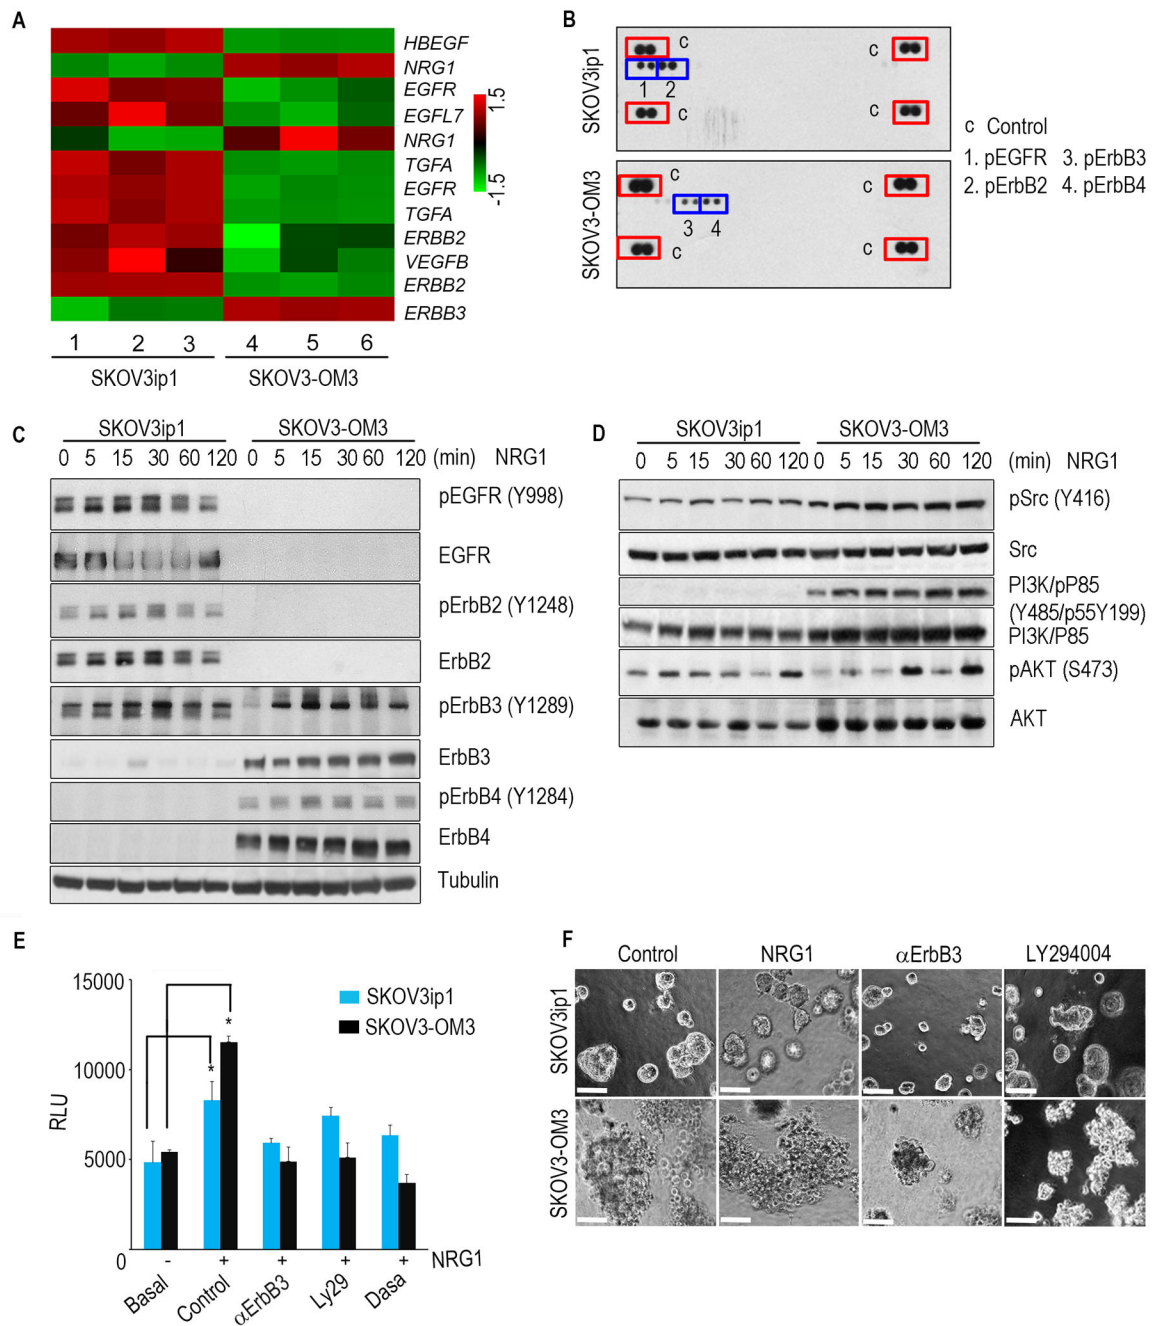 A
HBEGF
NRG1
EGFR
EGFL7
NRG1
TGFA
EGFR
TGFA
ERBB2
VEGFB
ERBB2
ERBB3
1.5
-1.5
1 2 3 4 5 6
SKOV3ip1 SKOV3-OM3
B
SKOV3ip1
c c
1 2
c c
SKOV3-OM3
c c
3 4
c c
c Control
1. pEGFR 3. pErbB3
2. pErbB2 4. pErbB4
C
SKOV3ip1 SKOV3-OM3
0 5 15 30 60 120 0 5 15 30 60 120 (min) NRG1
pEGFR (Y998)
EGFR
pErbB2 (Y1248)
ErbB2
pErbB3 (Y1289)
ErbB3
pErbB4 (Y1284)
ErbB4
Tubulin
D
SKOV3ip1 SKOV3-OM3
0 5 15 30 60 120 0 5 15 30 60 120 (min) NRG1
pSrc (Y416)
Src
PI3K/pP85
(Y485/p55Y199)
PI3K/P85
pAKT (S473)
AKT
E
15000
10000
5000
0
RLU
SKOV3ip1
SKOV3-OM3
*
*
- + + + + NRG1
Basal Control αErbB3 Ly29 Dasa
F
Control NRG1 αErbB3 LY294004
SKOV3ip1
SKOV3-OM3